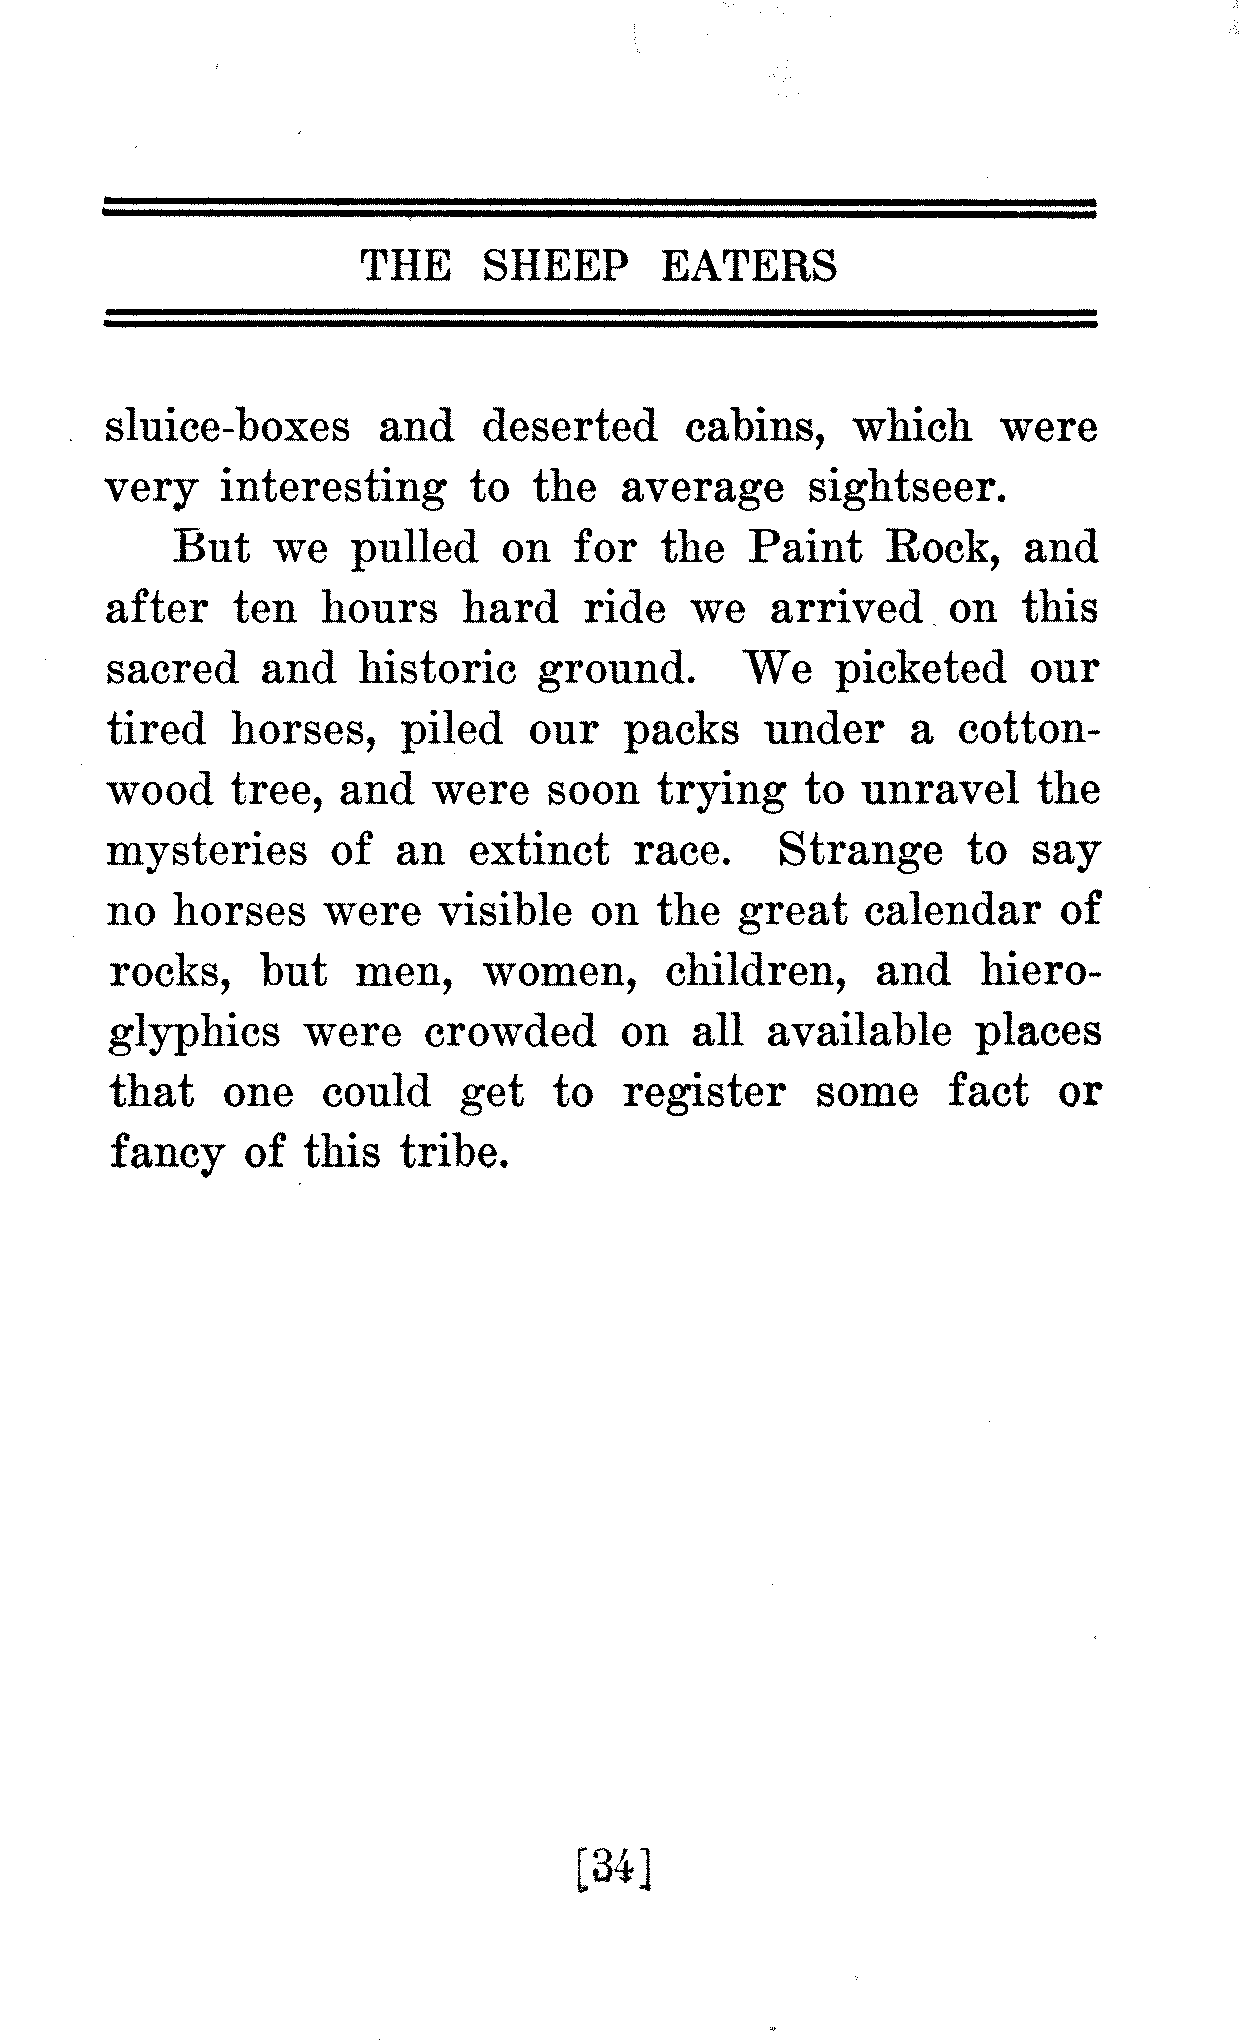 THE SHEEP EATERS
sluice-boxes and deserted cabins, which were
very interesting to the average sightseer.
But we pulled on for the Paint Rock, and
after ten hours hard ride we arrived on this
sacred and historic ground. We picketed our
tired horses, piled our packs under a cotton-
wood tree, and were soon trying to unravel the
mysteries of an extinct race. Strange to say
no horses were visible on the great calendar of
rocks, but men, women, children, and hiero-
glyphics were crowded on all available places
that one could get to register some fact or
fancy of this tribe.
[34]